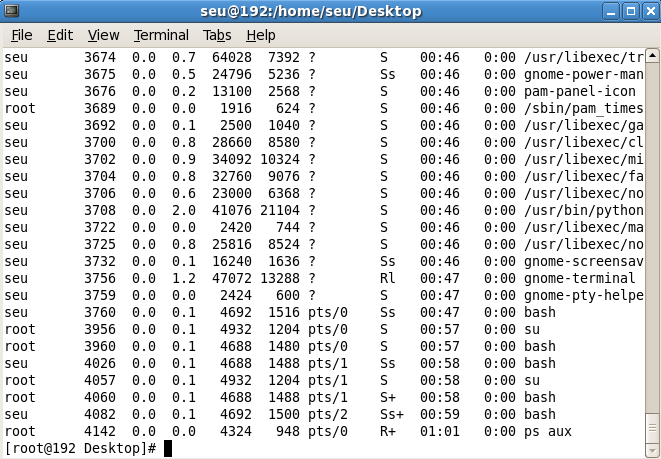 seu@192:/home/seu/Desktop
File Edit View Terminal Tabs Help
seu 3674 0.0 0.7 64028 7392 ? S 00:46 0:00 /usr/libexec/tr
seu 3675 0.0 0.5 24796 5236 ? Ss 00:46 0:00 gnome-power-man
seu 3676 0.0 0.2 13100 2568 ? S 00:46 0:00 pam-panel-icon
root 3689 0.0 0.0 1916 624 ? S 00:46 0:00 /sbin/pam_times
seu 3692 0.0 0.1 2500 1040 ? S 00:46 0:00 /usr/libexec/ga
seu 3700 0.0 0.8 28660 8580 ? S 00:46 0:00 /usr/libexec/cl
seu 3702 0.0 0.9 34092 10324 ? S 00:46 0:00 /usr/libexec/mi
seu 3704 0.0 0.8 32760 9076 ? S 00:46 0:00 /usr/libexec/fa
seu 3706 0.0 0.6 23000 6368 ? S 00:46 0:00 /usr/libexec/no
seu 3708 0.0 2.0 41076 21104 ? S 00:46 0:00 /usr/bin/python
seu 3722 0.0 0.0 2420 744 ? S 00:46 0:00 /usr/libexec/ma
seu 3725 0.0 0.8 25816 8524 ? S 00:46 0:00 /usr/libexec/no
seu 3732 0.0 0.1 16240 1636 ? Ss 00:46 0:00 gnome-screensav
seu 3756 0.0 1.2 47072 13288 ? Rl 00:47 0:00 gnome-terminal
seu 3759 0.0 0.0 2424 600 ? S 00:47 0:00 gnome-pty-helpe
seu 3760 0.0 0.1 4692 1516 pts/0 Ss 00:47 0:00 bash
root 3956 0.0 0.1 4932 1204 pts/0 S 00:57 0:00 su
root 3960 0.0 0.1 4688 1480 pts/0 S 00:57 0:00 bash
seu 4026 0.0 0.1 4688 1488 pts/1 Ss 00:58 0:00 bash
root 4057 0.0 0.1 4932 1204 pts/1 S 00:58 0:00 su
root 4060 0.0 0.1 4688 1488 pts/1 S+ 00:58 0:00 bash
seu 4082 0.0 0.1 4692 1500 pts/2 Ss+ 00:59 0:00 bash
root 4142 0.0 0.0 4324 948 pts/0 R+ 01:01 0:00 ps aux
[root@192 Desktop]#